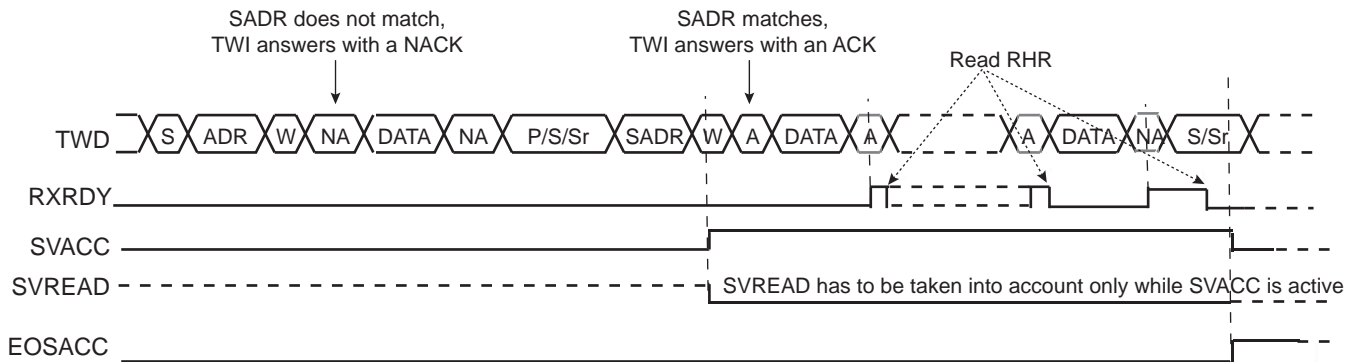 SADR does not match,
TWI answers with a NACK
SADR matches,
TWI answers with an ACK
Read RHR
TWD S ADR W NA DATA NA P/S/Sr SADR W A DATA A A DATA NA S/Sr
RXRDY
SVACC
SVREAD SVREAD has to be taken into account only while SVACC is active
EOSACC